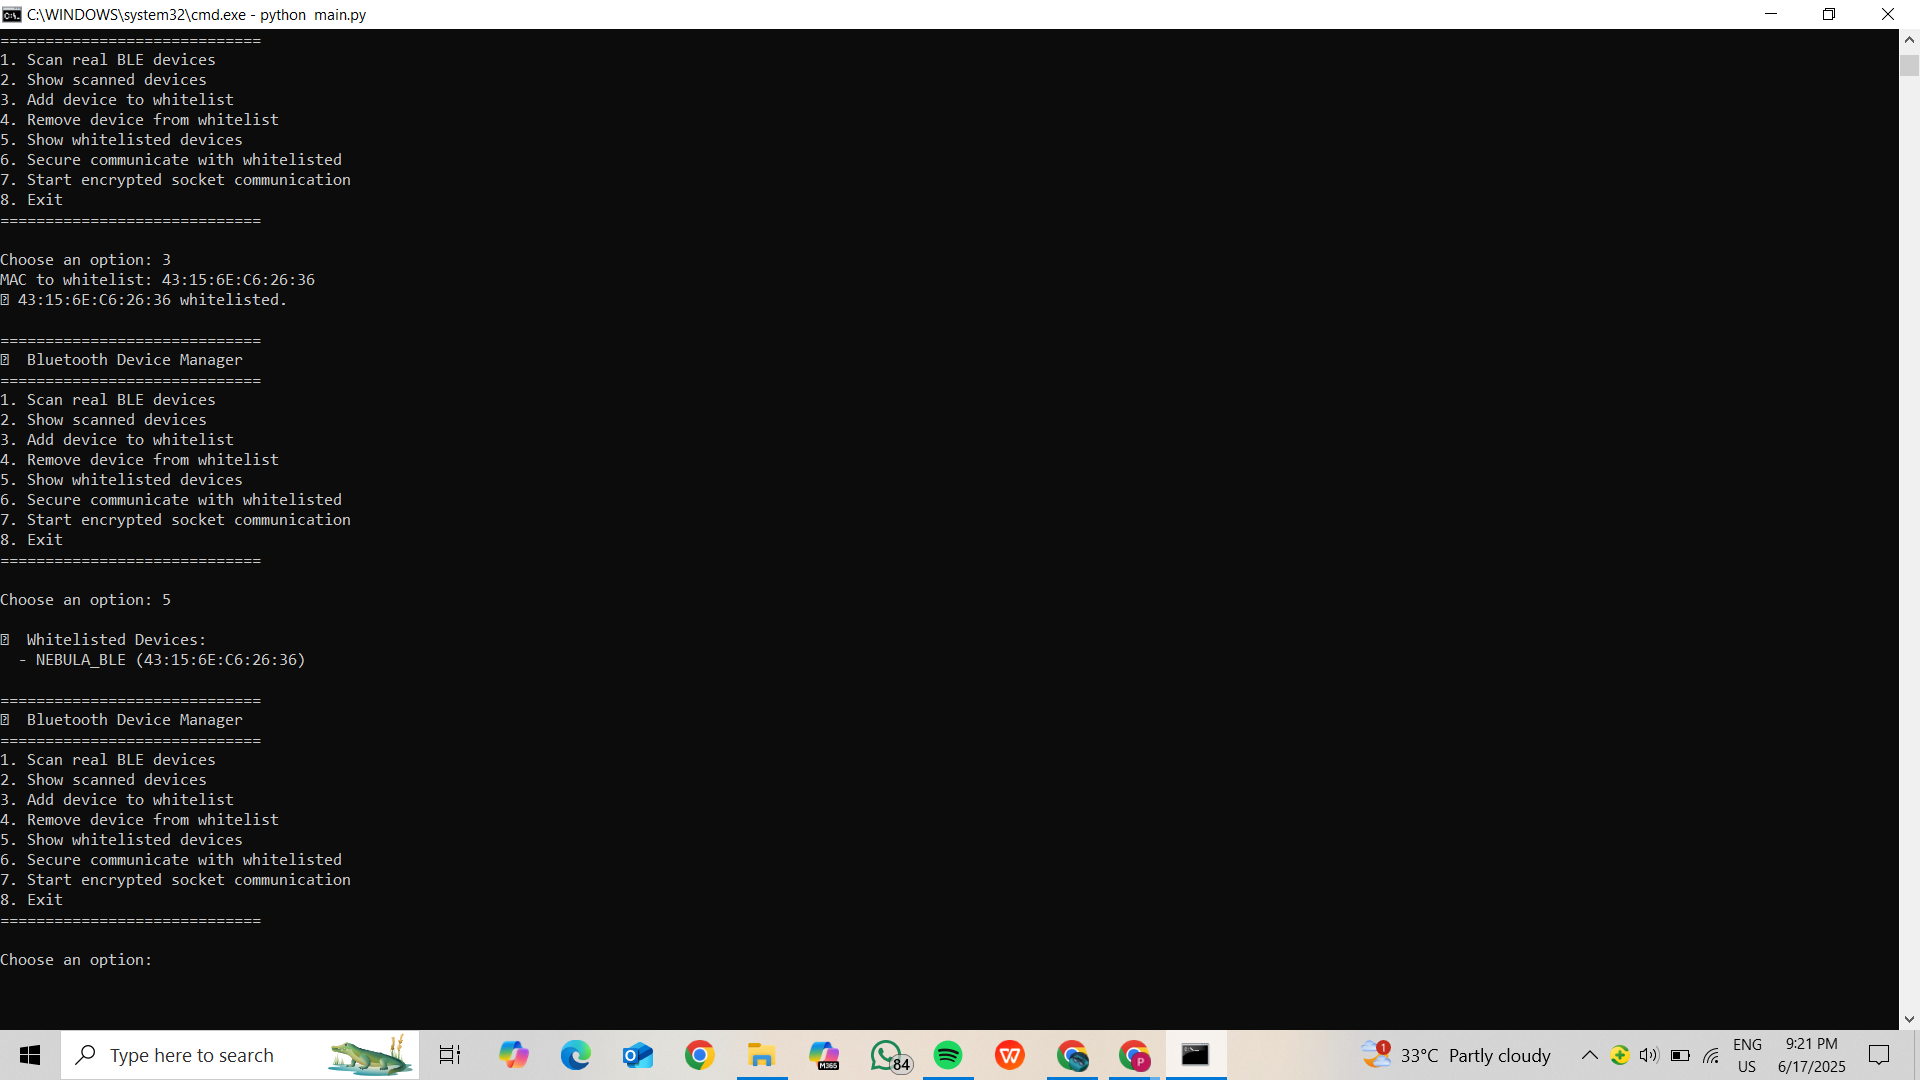 C:\WINDOWS\system32\cmd.exe - python  main.py
=============================
1. Scan real BLE devices
2. Show scanned devices
3. Add device to whitelist
4. Remove device from whitelist
5. Show whitelisted devices
6. Secure communicate with whitelisted
7. Start encrypted socket communication
8. Exit
=============================
Choose an option: 3
MAC to whitelist: 43:15:6E:C6:26:36
43:15:6E:C6:26:36 whitelisted.
=============================
Bluetooth Device Manager
=============================
1. Scan real BLE devices
2. Show scanned devices
3. Add device to whitelist
4. Remove device from whitelist
5. Show whitelisted devices
6. Secure communicate with whitelisted
7. Start encrypted socket communication
8. Exit
=============================
Choose an option: 5
Whitelisted Devices:
- NEBULA_BLE (43:15:6E:C6:26:36)
=============================
Bluetooth Device Manager
=============================
1. Scan real BLE devices
2. Show scanned devices
3. Add device to whitelist
4. Remove device from whitelist
5. Show whitelisted devices
6. Secure communicate with whitelisted
7. Start encrypted socket communication
8. Exit
=============================
Choose an option:
Type here to search
M365
84
P
1
33°C Partly cloudy
ENG
US
9:21 PM
6/17/2025